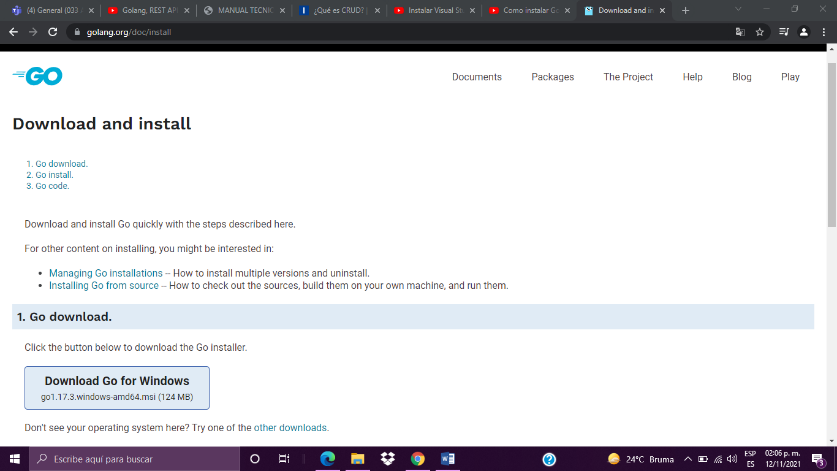 (4) General (033
Golang, REST AP
MANUAL TECNIC
¿Qué es CRUD? |
Instalar Visual St
Como instalar Go
Download and in
golang.org/doc/install
GO
Documents Packages The Project Help Blog Play
Download and install
1. Go download.
2. Go install.
3. Go code.
Download and install Go quickly with the steps described here.
For other content on installing, you might be interested in:
• Managing Go installations – How to install multiple versions and uninstall.
• Installing Go from source – How to check out the sources, build them on your own machine, and run them.
1. Go download.
Click the button below to download the Go installer.
Download Go for Windows
go1.17.3.windows-amd64.msi (124 MB)
Don't see your operating system here? Try one of the other downloads.
Escribe aquí para buscar
24°C Bruma
ESP
ES
02:06 p. m.
12/11/2021
3